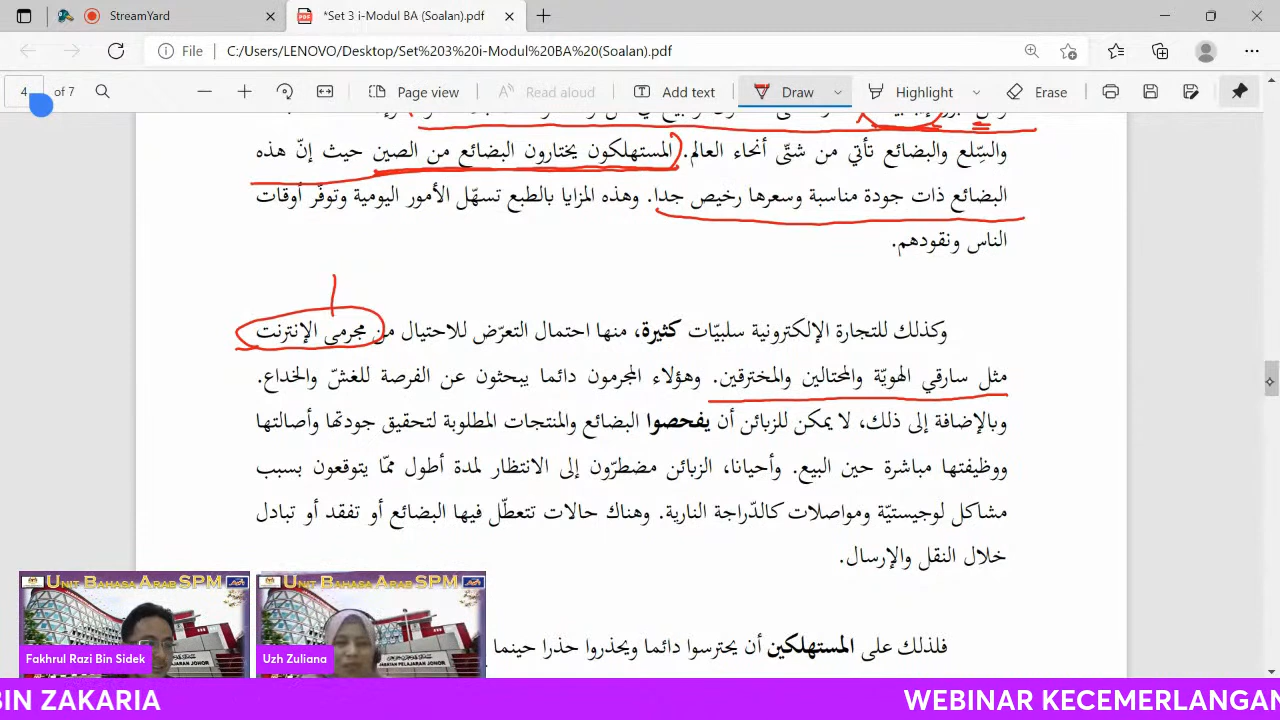 StreamYard
*Set 3 i-Modul BA (Soalan).pdf
File C:/Users/LENOVO/Desktop/Set%203%20i-Modul%20BA%20(Soalan).pdf
4 of 7 Page view Read aloud Add text Draw Highlight Erase
والسِّلع والبضائع تأتي من شتّى أنحاء العالم. المستهلكون يختارون البضائع من الصين حيث إنّ هذه
البضائع ذات جودة مناسبة وسعرها رخيص جدا. وهذه المزايا بالطبع تسهّل الأمور اليومية وتوفّر أوقات
الناس ونقودهم.
وكذلك للتجارة الإلكترونية سلبيّات كثيرة، منها احتمال التعرّض للاحتيال من مجرمى الإنترنت
مثل سارقي الهويّة والمحتالين والمخترقين. وهؤلاء المجرمون دائما يبحثون عن الفرصة للغشّ والخداع.
وبالإضافة إلى ذلك، لا يمكن للزبائن أن يفحصوا البضائع والمنتجات المطلوبة لتحقيق جودتها وأصالتها
ووظيفتها مباشرة حين البيع. وأحيانا، الزبائن مضطرّون إلى الانتظار لمدة أطول ممّا يتوقعون بسبب
مشاكل لوجيستيّة ومواصلات كالدّراجة النارية. وهناك حالات تتعطّل فيها البضائع أو تفقد أو تبادل
خلال النقل والإرسال.
فلذلك على المستهلكين أن يحترسوا دائما ويحذروا حذرا حينما
UNIT BAHASA ARAB SPM
UNIT BAHASA ARAB SPM
Fakhrul Razi Bin Sidek
Uzh Zuliana
BIN ZAKARIA
WEBINAR KECEMERLANGAN